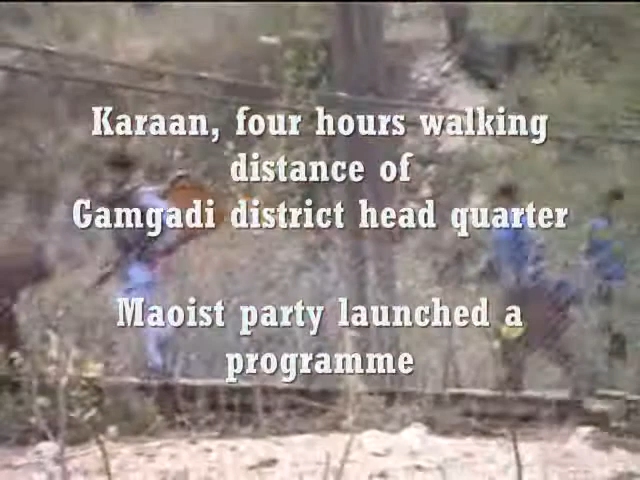 Karaan, four hours walking
distance of
Gamgadi district head quarter
Maoist party launched a
programme